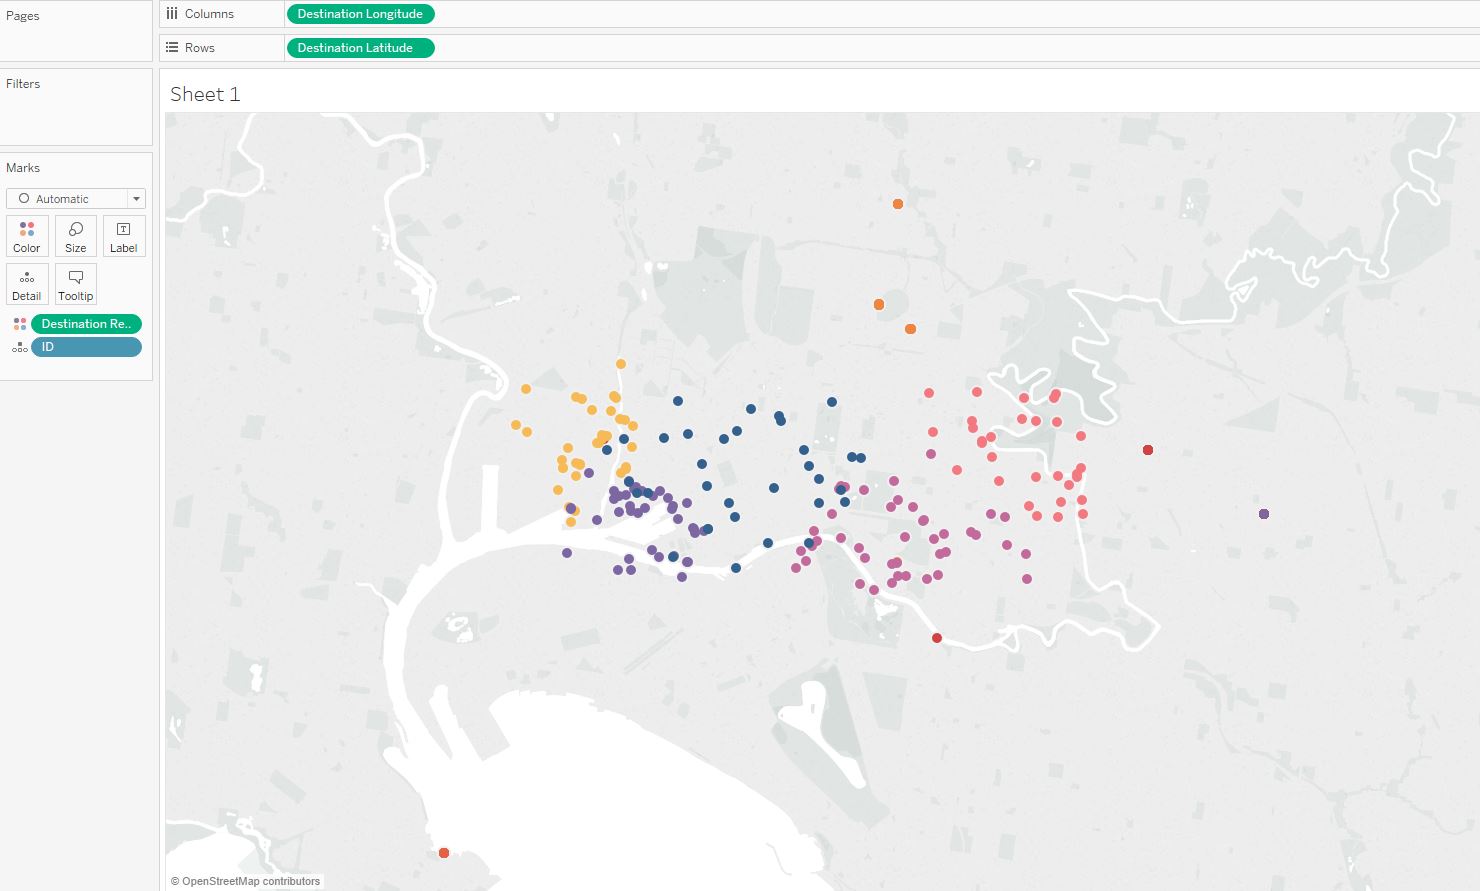 Pages
Columns
Destination Longitude
Rows
Destination Latitude
Filters
Sheet 1
Marks
Automatic
Color
Size
Label
Detail
Tooltip
Destination Re..
ID
© OpenStreetMap contributors